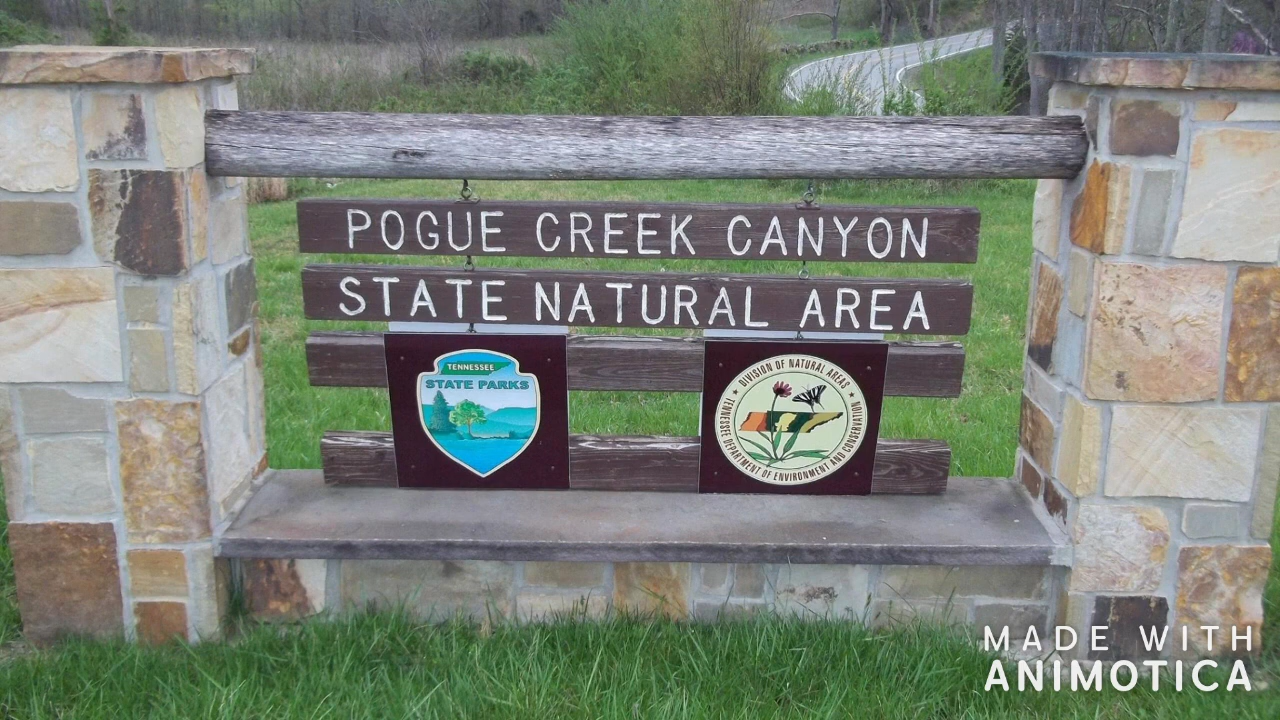 POGUE CREEK CANYON
STATE NATURAL AREA
TENNESSEE
STATE PARKS
★ DIVISION OF NATURAL AREAS ★
TENNESSEE DEPARTMENT OF ENVIRONMENT AND CONSERVATION
MADE WITH
ANIMOTICA